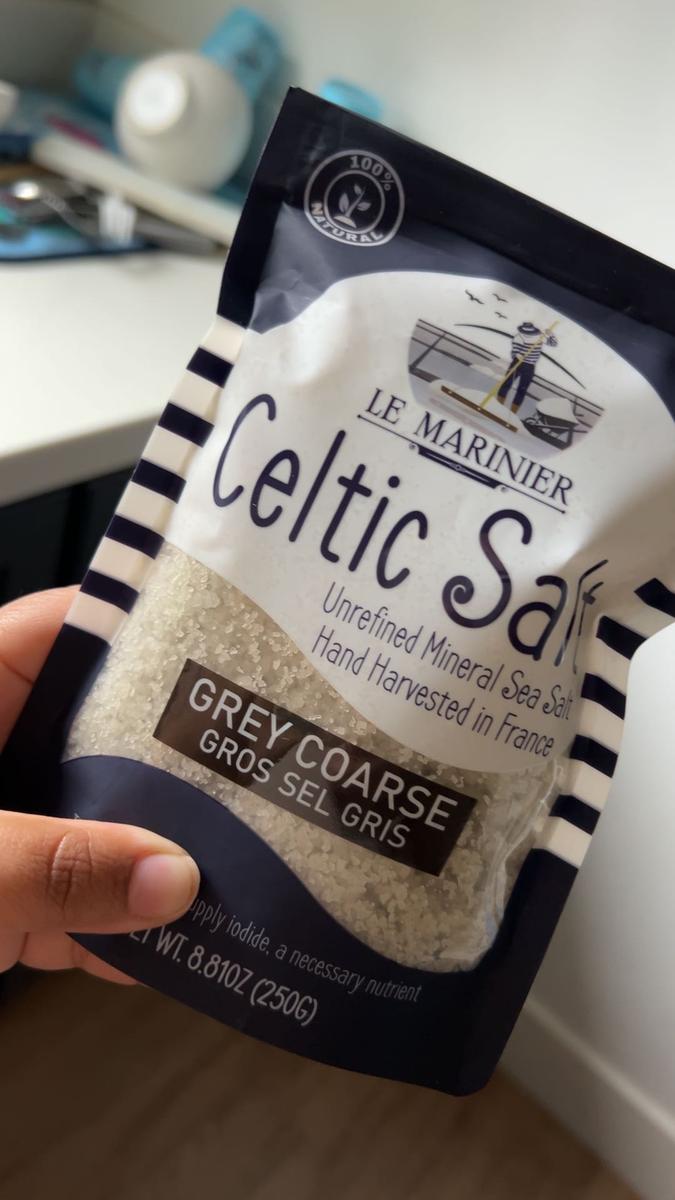 100%
NATURAL
LE MARINIER
Celtic Salt
Unrefined Mineral Sea Salt
Hand Harvested in France
GREY COARSE
GROS SEL GRIS
supply iodide, a necessary nutrient
WT. 8.81OZ (250G)